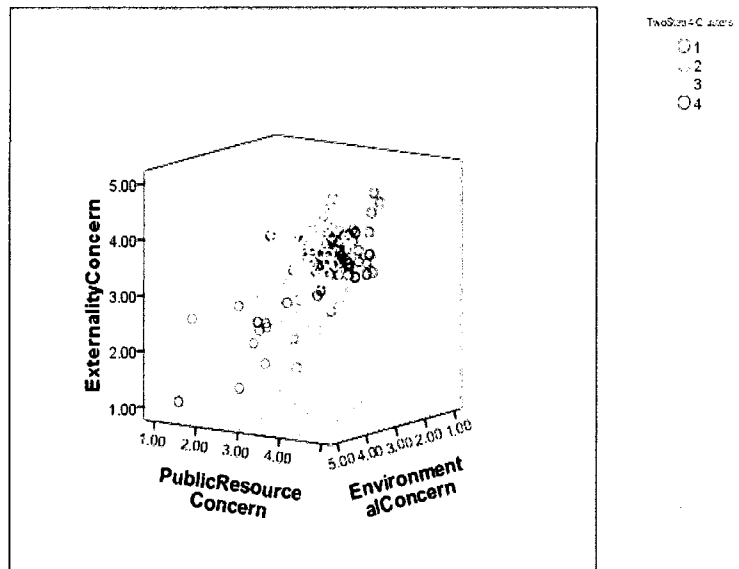 1
2
3
4
5.00
4.00
3.00
2.00
1.00
ExternalityConcern
1.00
2.00
3.00
4.00
5.00 4.00 3.00 2.00 1.00
PublicResource
Concern
Environment
alConcern